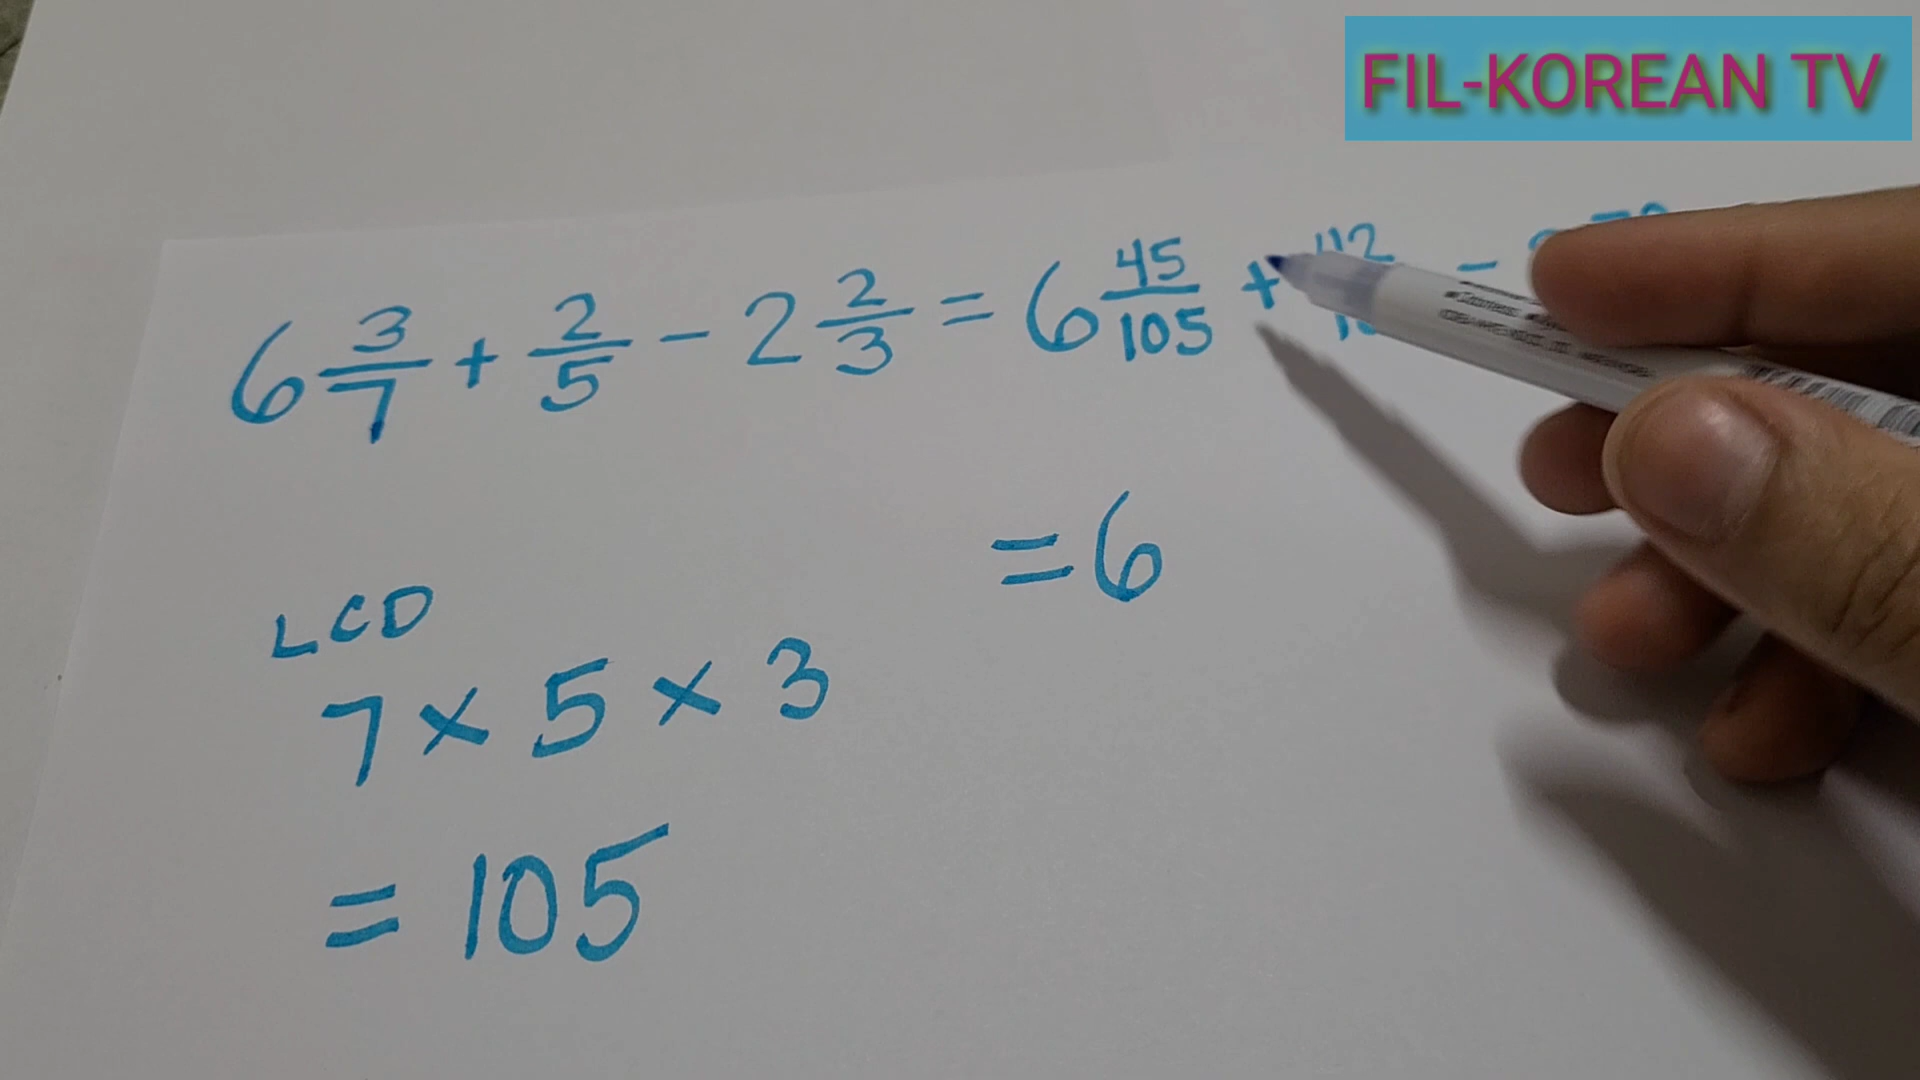 FIL-KOREAN TV
6 3/7 + 2/5 - 2 2/3 = 6 45/105 + 42 -
= 6
LCD
7 x 5 x 3
= 105